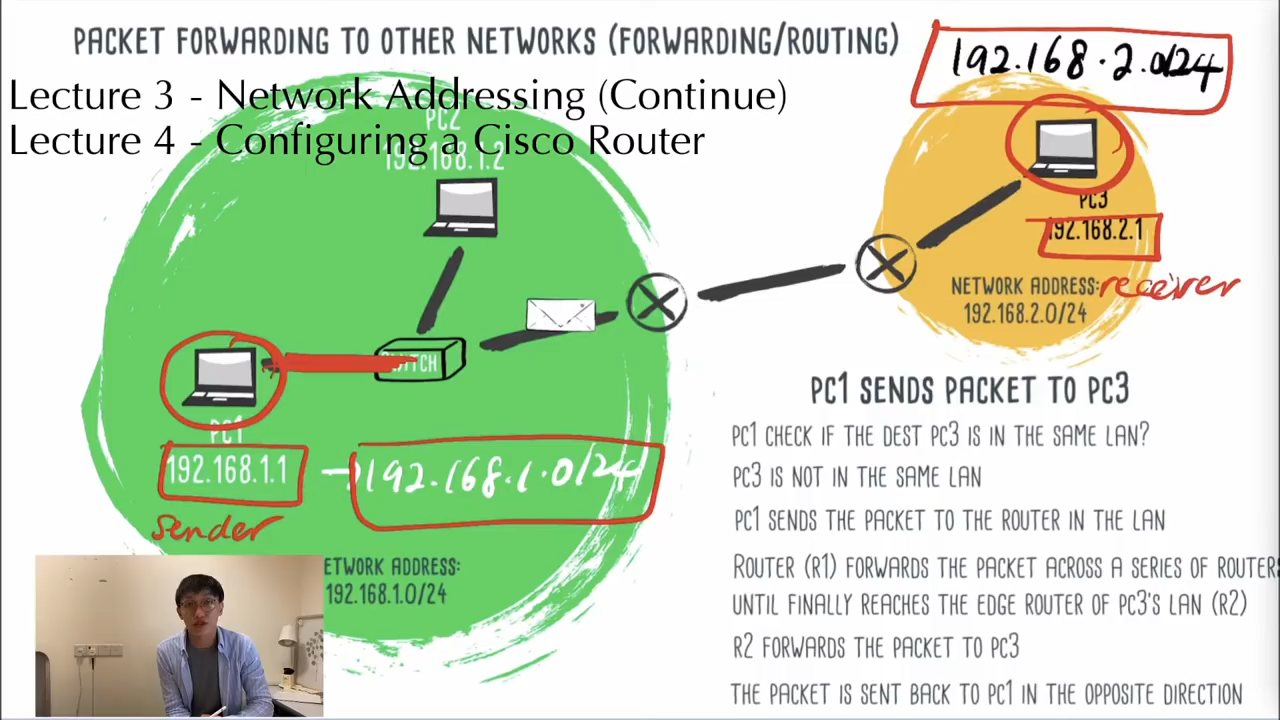 PACKET FORWARDING TO OTHER NETWORKS (FORWARDING/ROUTING)
192.168.2.0/24
Lecture 3 - Network Addressing (Continue)
Lecture 4 - Configuring a Cisco Router
PC2
192.168.1.2
PC3
192.168.2.1
NETWORK ADDRESS: receiver
192.168.2.0/24
SWITCH
PC1
192.168.1.1 → 192.168.1.0/24
sender
ETWORK ADDRESS:
192.168.1.0/24
PC1 SENDS PACKET TO PC3
PC1 CHECK IF THE DEST PC3 IS IN THE SAME LAN?
PC3 IS NOT IN THE SAME LAN
PC1 SENDS THE PACKET TO THE ROUTER IN THE LAN
ROUTER (R1) FORWARDS THE PACKET ACROSS A SERIES OF ROUTERS
UNTIL FINALLY REACHES THE EDGE ROUTER OF PC3'S LAN (R2)
R2 FORWARDS THE PACKET TO PC3
THE PACKET IS SENT BACK TO PC1 IN THE OPPOSITE DIRECTION